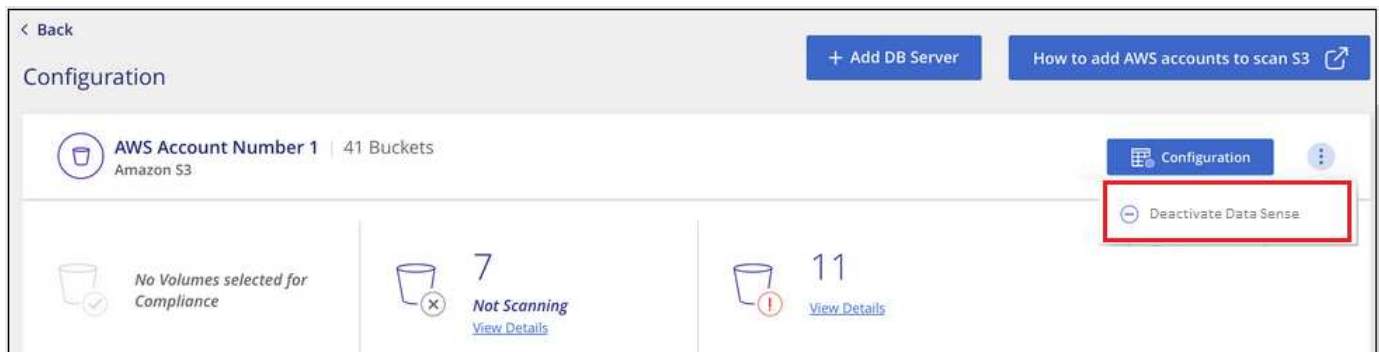 < Back
+ Add DB Server
How to add AWS accounts to scan S3
Configuration
AWS Account Number 1 | 41 Buckets
Amazon S3
Configuration
Deactivate Data Sense
No Volumes selected for
Compliance
7
Not Scanning
View Details
11
View Details